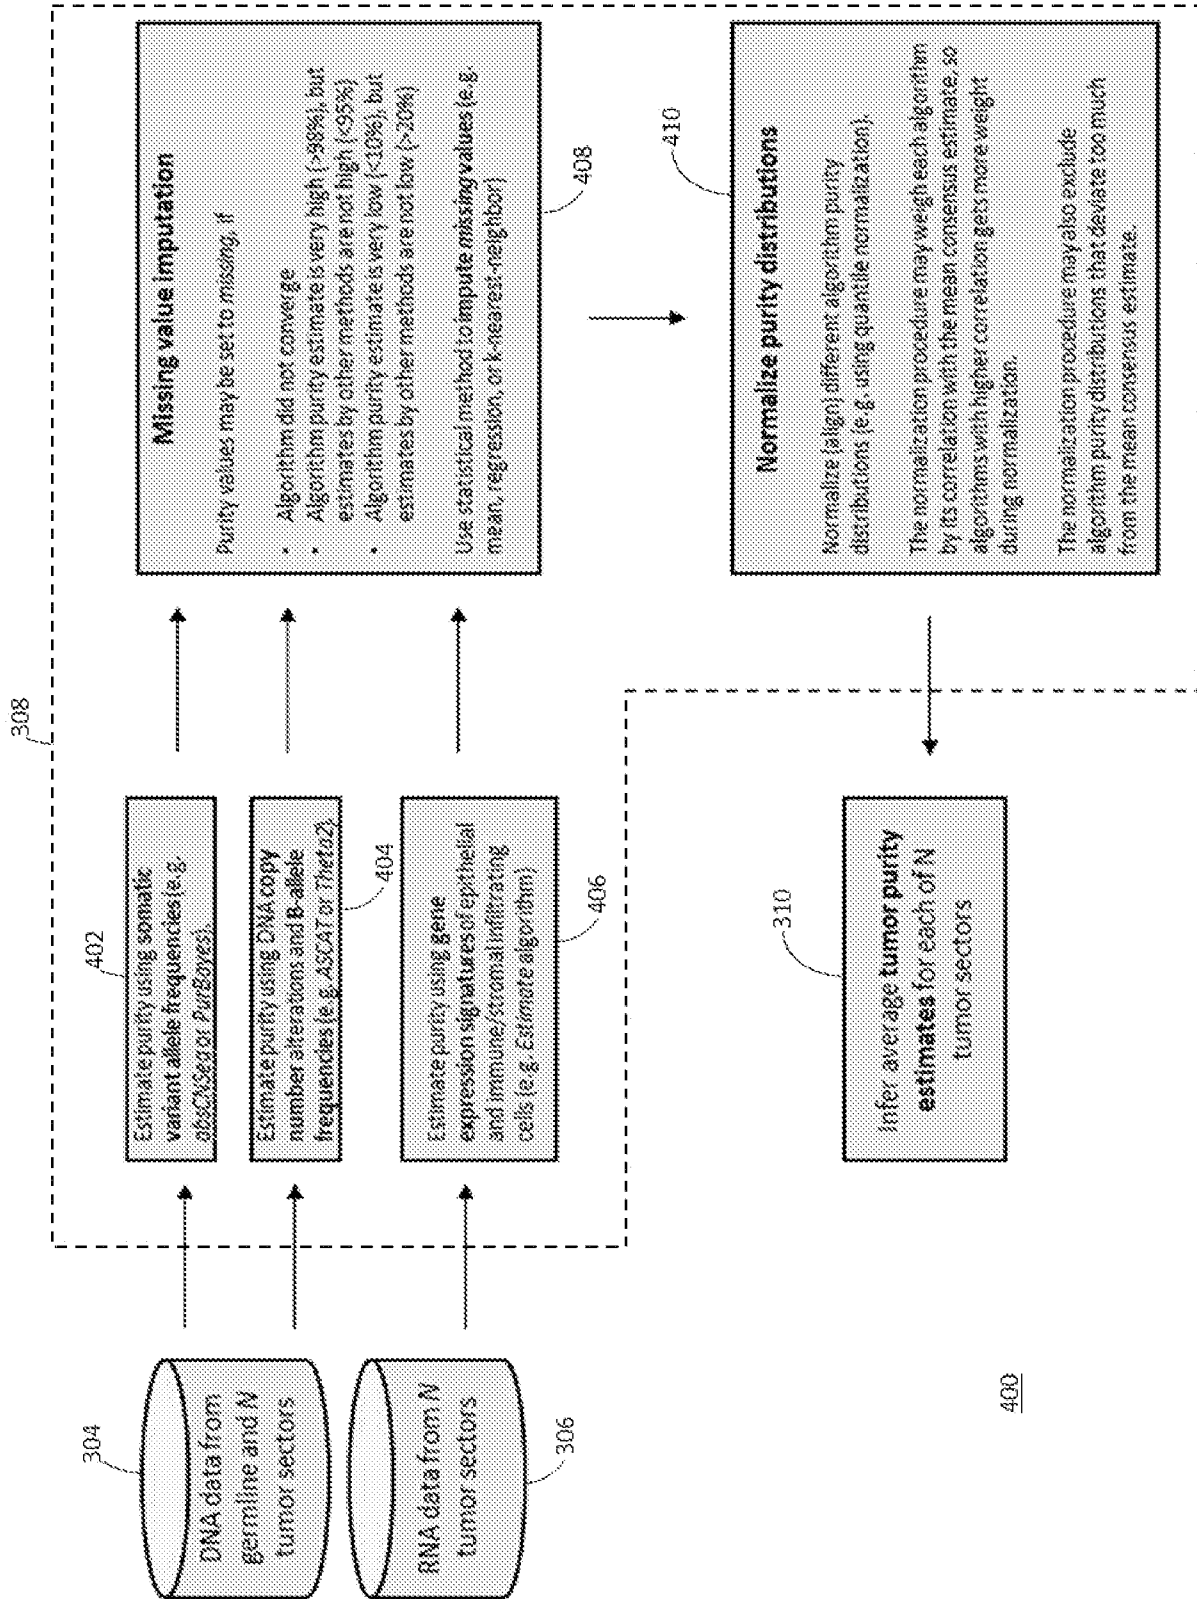 308
304
DNA data from
germline and N
tumor sectors
RNA data from N
tumor sectors
306
402
Estimate purity using somatic
variant allele frequencies (e.g.
absCNSeq or PurBayes).
Estimate purity using DNA copy
number alterations and B-allele
frequencies (e.g. ASCAT or Theta2).
404
Estimate purity using gene
expression signatures of epithelial
and immune/stromal infiltrating
cells (e.g. Estimate algorithm)
406
Missing value imputation
Purity values may be set to missing, if
• Algorithm did not converge
• Algorithm purity estimate is very high (>98%), but
estimates by other methods are not high (<95%)
• Algorithm purity estimate is very low (<10%), but
estimates by other methods are not low (>20%)
Use statistical method to impute missing values (e.g.
mean, regression, or k-nearest-neighbor)
408
410
Normalize purity distributions
Normalize (align) different algorithm purity
distributions (e.g. using quantile normalization).
The normalization procedure may weigh each algorithm
by its correlation with the mean consensus estimate, so
algorithms with higher correlation gets more weight
during normalization.
The normalization procedure may also exclude
algorithm purity distributions that deviate too much
from the mean consensus estimate.
310
Infer average tumor purity
estimates for each of N
tumor sectors
400